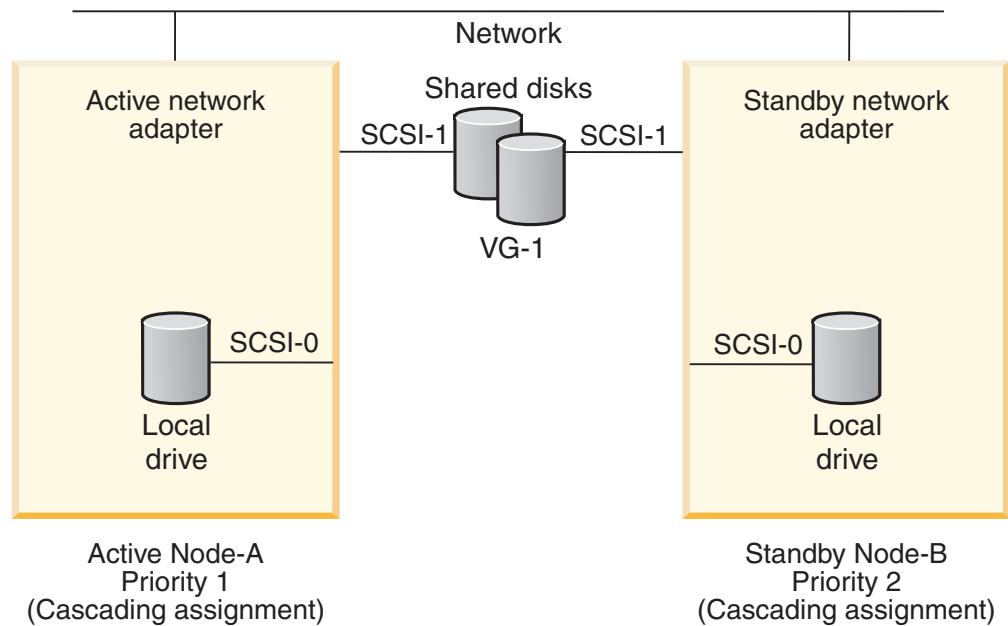 Network
Active network
adapter
Shared disks
Standby network
adapter
SCSI-1
SCSI-1
VG-1
SCSI-0
SCSI-0
Local
drive
Local
drive
Active Node-A
Priority 1
(Cascading assignment)
Standby Node-B
Priority 2
(Cascading assignment)